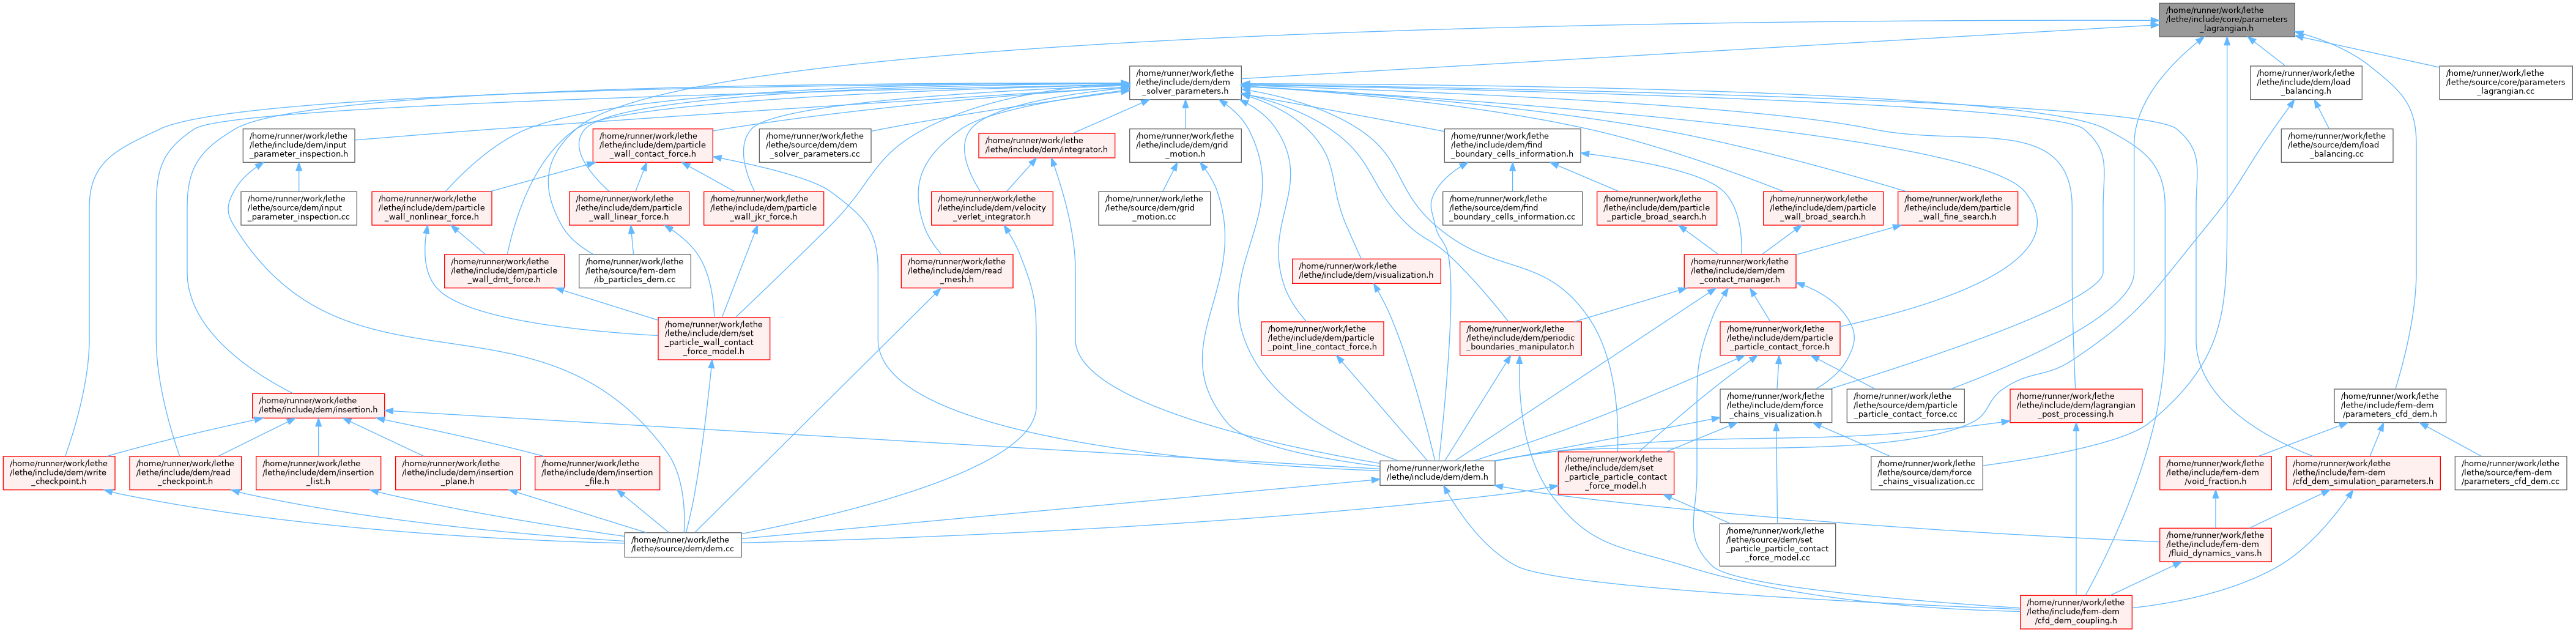 /home/runner/work/lethe
/lethe/include/core/parameters
_lagrangian.h
/home/runner/work/lethe
/lethe/include/dem/dem
_solver_parameters.h
/home/runner/work/lethe
/lethe/include/dem/load
_balancing.h
/home/runner/work/lethe
/lethe/source/core/parameters
_lagrangian.cc
/home/runner/work/lethe
/lethe/include/dem/input
_parameter_inspection.h
/home/runner/work/lethe
/lethe/include/dem/particle
_wall_contact_force.h
/home/runner/work/lethe
/lethe/source/dem/dem
_solver_parameters.cc
/home/runner/work/lethe
/lethe/include/dem/integrator.h
/home/runner/work/lethe
/lethe/include/dem/grid
_motion.h
/home/runner/work/lethe
/lethe/include/dem/find
_boundary_cells_information.h
/home/runner/work/lethe
/lethe/source/dem/load
_balancing.cc
/home/runner/work/lethe
/lethe/source/dem/input
_parameter_inspection.cc
/home/runner/work/lethe
/lethe/include/dem/particle
_wall_nonlinear_force.h
/home/runner/work/lethe
/lethe/include/dem/particle
_wall_linear_force.h
/home/runner/work/lethe
/lethe/include/dem/particle
_wall_jkr_force.h
/home/runner/work/lethe
/lethe/include/dem/velocity
_verlet_integrator.h
/home/runner/work/lethe
/lethe/source/dem/grid
_motion.cc
/home/runner/work/lethe
/lethe/source/dem/find
_boundary_cells_information.cc
/home/runner/work/lethe
/lethe/include/dem/particle
_particle_broad_search.h
/home/runner/work/lethe
/lethe/include/dem/particle
_wall_broad_search.h
/home/runner/work/lethe
/lethe/include/dem/particle
_wall_fine_search.h
/home/runner/work/lethe
/lethe/include/dem/particle
_wall_dmt_force.h
/home/runner/work/lethe
/lethe/source/fem-dem
/ib_particles_dem.cc
/home/runner/work/lethe
/lethe/include/dem/read
_mesh.h
/home/runner/work/lethe
/lethe/include/dem/visualization.h
/home/runner/work/lethe
/lethe/include/dem/dem
_contact_manager.h
/home/runner/work/lethe
/lethe/include/dem/set
_particle_wall_contact
_force_model.h
/home/runner/work/lethe
/lethe/include/dem/particle
_point_line_contact_force.h
/home/runner/work/lethe
/lethe/include/dem/periodic
_boundaries_manipulator.h
/home/runner/work/lethe
/lethe/include/dem/particle
_particle_contact_force.h
/home/runner/work/lethe
/lethe/include/dem/insertion.h
/home/runner/work/lethe
/lethe/include/dem/force
_chains_visualization.h
/home/runner/work/lethe
/lethe/source/dem/particle
_particle_contact_force.cc
/home/runner/work/lethe
/lethe/include/dem/lagrangian
_post_processing.h
/home/runner/work/lethe
/lethe/include/fem-dem
/parameters_cfd_dem.h
/home/runner/work/lethe
/lethe/include/dem/write
_checkpoint.h
/home/runner/work/lethe
/lethe/include/dem/read
_checkpoint.h
/home/runner/work/lethe
/lethe/include/dem/insertion
_list.h
/home/runner/work/lethe
/lethe/include/dem/insertion
_plane.h
/home/runner/work/lethe
/lethe/include/dem/insertion
_file.h
/home/runner/work/lethe
/lethe/include/dem/dem.h
/home/runner/work/lethe
/lethe/include/dem/set
_particle_particle_contact
_force_model.h
/home/runner/work/lethe
/lethe/source/dem/force
_chains_visualization.cc
/home/runner/work/lethe
/lethe/include/fem-dem
/void_fraction.h
/home/runner/work/lethe
/lethe/include/fem-dem
/cfd_dem_simulation_parameters.h
/home/runner/work/lethe
/lethe/source/fem-dem
/parameters_cfd_dem.cc
/home/runner/work/lethe
/lethe/source/dem/dem.cc
/home/runner/work/lethe
/lethe/source/dem/set
_particle_particle_contact
_force_model.cc
/home/runner/work/lethe
/lethe/include/fem-dem
/fluid_dynamics_vans.h
/home/runner/work/lethe
/lethe/include/fem-dem
/cfd_dem_coupling.h